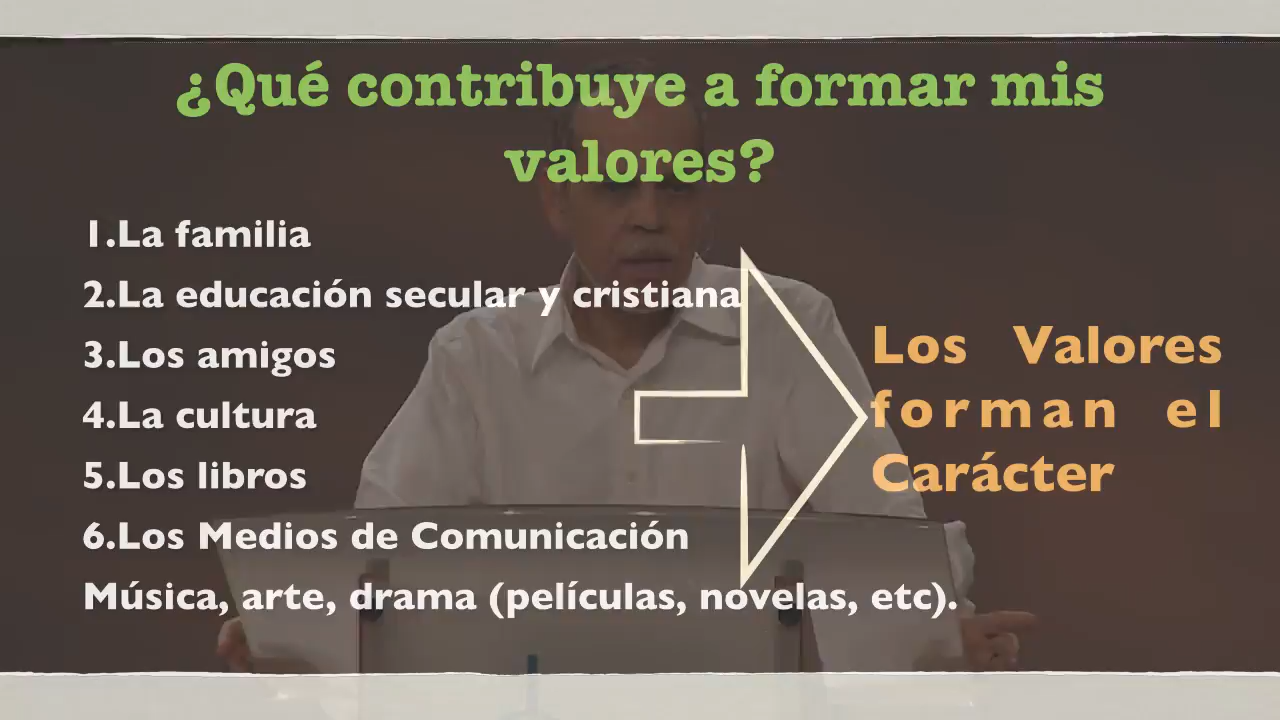 ¿Qué contribuye a formar mis
valores?
1.La familia
2.La educación secular y cristiana
3.Los amigos
4.La cultura
5.Los libros
6.Los Medios de Comunicación
Música, arte, drama (películas, novelas, etc).
Los Valores
forman el
Carácter